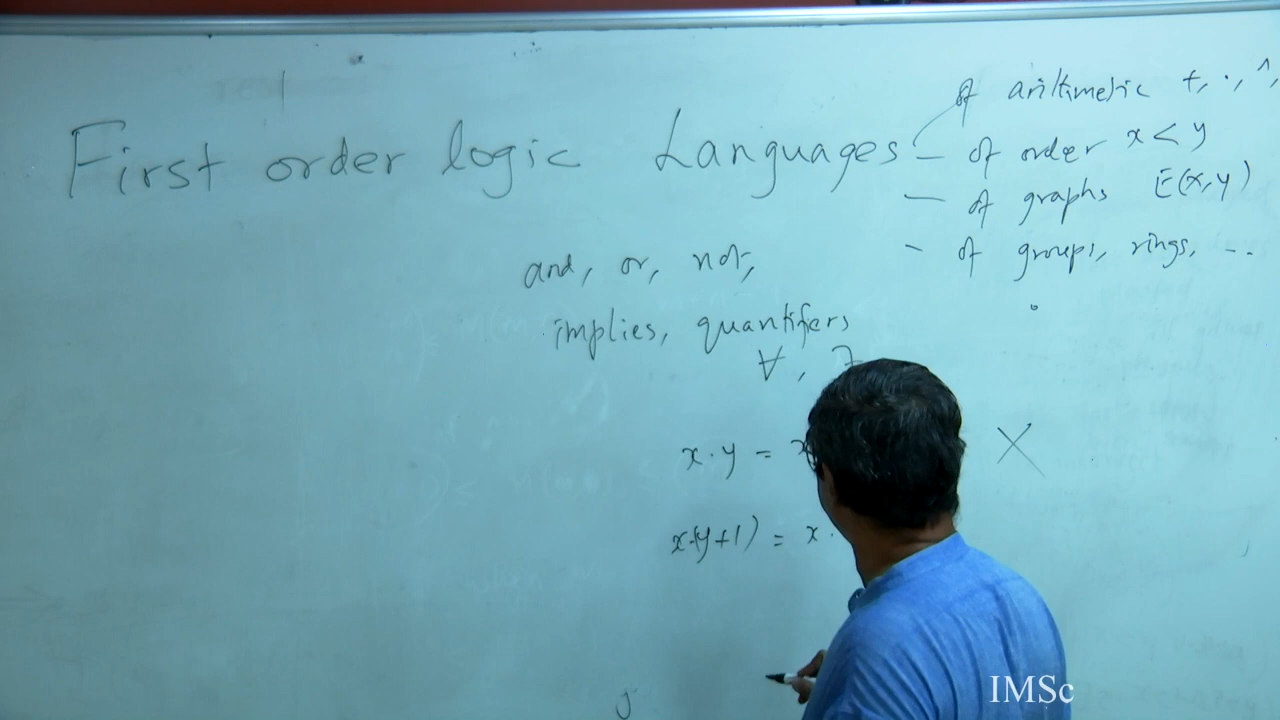 First order logic Languages
of arithmetic +, ·, ^,
– of order x < y
– of graphs E(x,y)
– of groups, rings, ...
and, or, not,
implies, quantifers
∀, ∃
x·y =
x·(y+1) = x·
IMSc